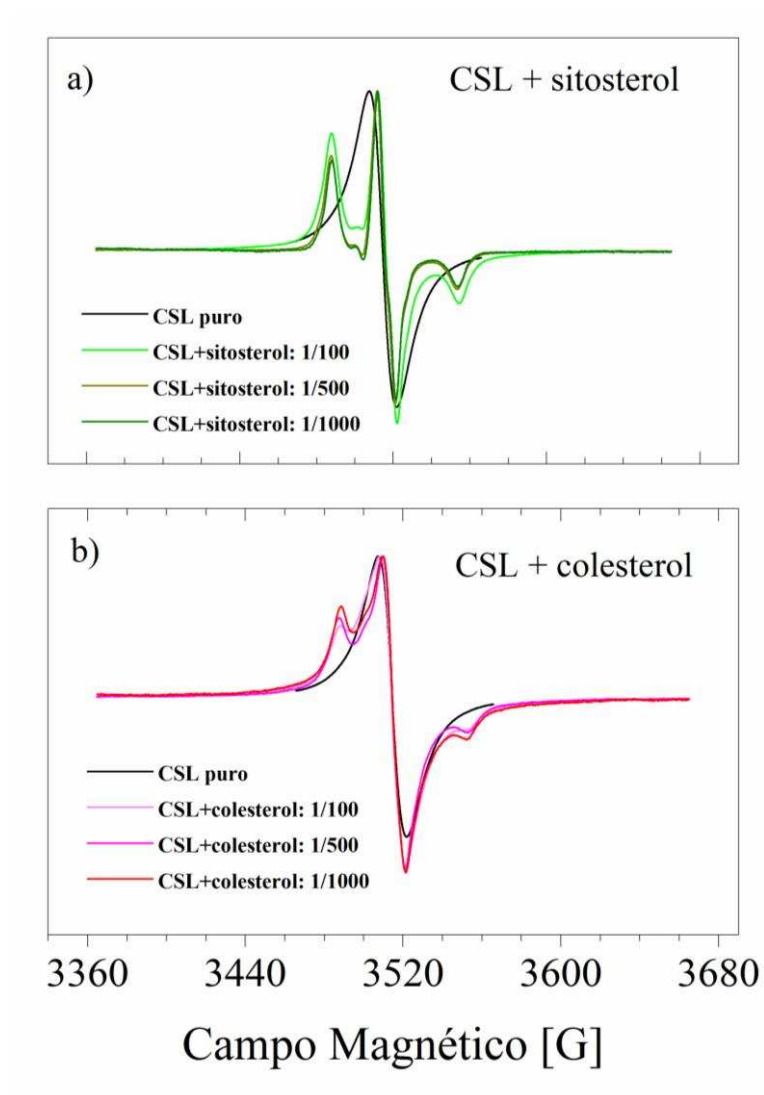 a)
CSL + sitosterol
CSL puro
CSL+sitosterol: 1/100
CSL+sitosterol: 1/500
CSL+sitosterol: 1/1000
b)
CSL + colesterol
CSL puro
CSL+colesterol: 1/100
CSL+colesterol: 1/500
CSL+colesterol: 1/1000
3360 3440 3520 3600 3680
Campo Magnético [G]